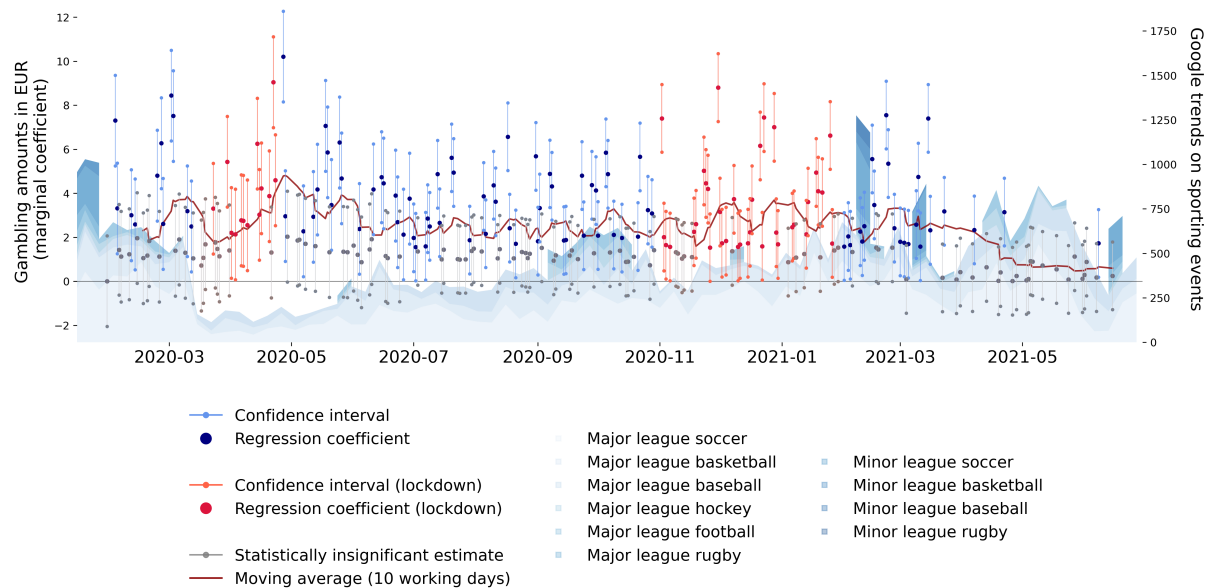 Gambling amounts in EUR
(marginal coefficient)
12
10
8
6
4
2
0
−2
1750
1500
1250
1000
750
500
250
0
Google trends on sporting events
2020-03
2020-05
2020-07
2020-09
2020-11
2021-01
2021-03
2021-05
Confidence interval
Regression coefficient
Confidence interval (lockdown)
Regression coefficient (lockdown)
Statistically insignificant estimate
Moving average (10 working days)
Major league soccer
Major league basketball
Major league baseball
Major league hockey
Major league football
Major league rugby
Minor league soccer
Minor league basketball
Minor league baseball
Minor league rugby